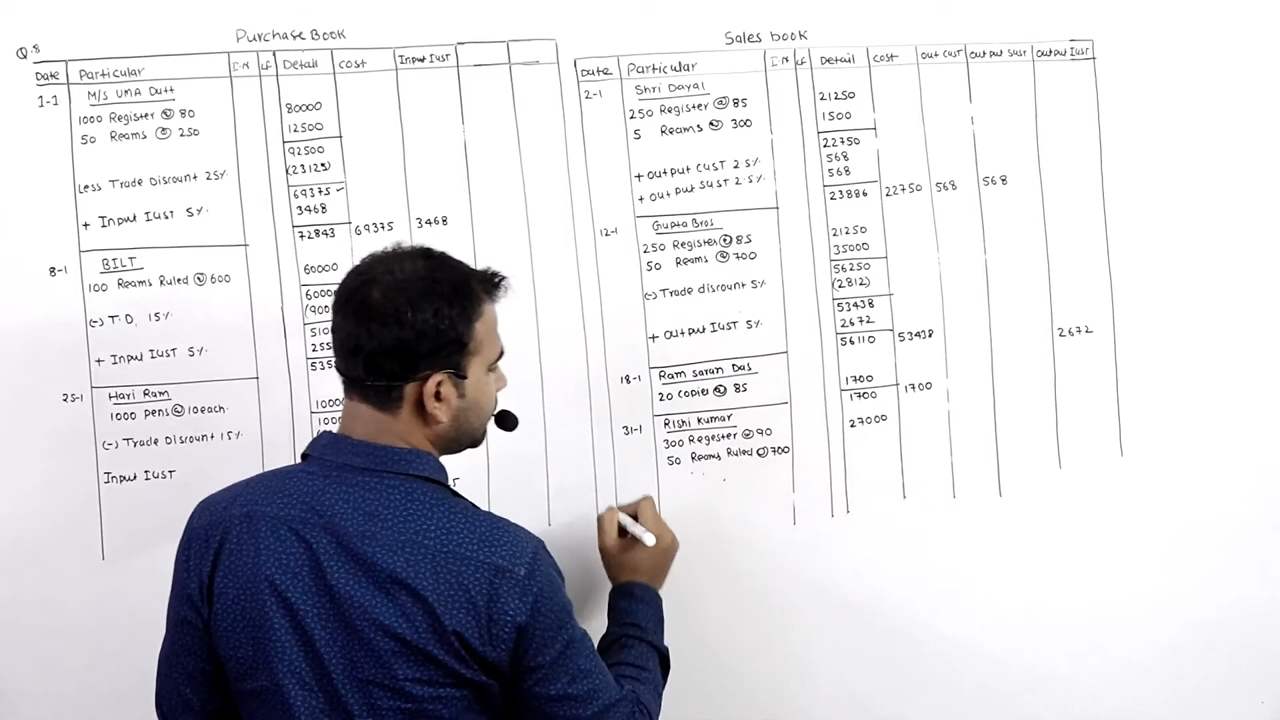 Q.8
Purchase Book
Date Particular I.N LF Detail Cost Input IGST
1-1 M/S UMA Dutt
1000 Register @ 80 80000
50 Reams @ 250 12500
92500
Less Trade Discount 25% (23125)
69375
+ Input IGST 5% 3468
72843 69375 3468
8-1 BILT
100 Reams Ruled @ 600 60000
(-) T.D, 15%
+ Input IGST 5%
25-1 Hari Ram
1000 pens @ 10 each.
(-) Trade Discount 15%
Input IGST
Sales book
Date Particular I.N LF Detail Cost Out CGST Out put SGST Output IGST
2-1 Shri Dayal
250 Register @ 85 21250
5 Reams @ 300 1500
22750
+ output CGST 2.5% 568
+ out put SGST 2.5% 568
23886 22750 568 568
12-1 Gupta Bros
250 Register @ 85 21250
50 Reams @ 700 35000
56250
(-) Trade discount 5% (2812)
53438
+ Output IGST 5% 2672
56110 53438 2672
18-1 Ram saran Das
20 copies @ 85 1700
1700 1700
31-1 Rishi Kumar
300 Regester @ 90 27000
50 Reams Ruled @ 700